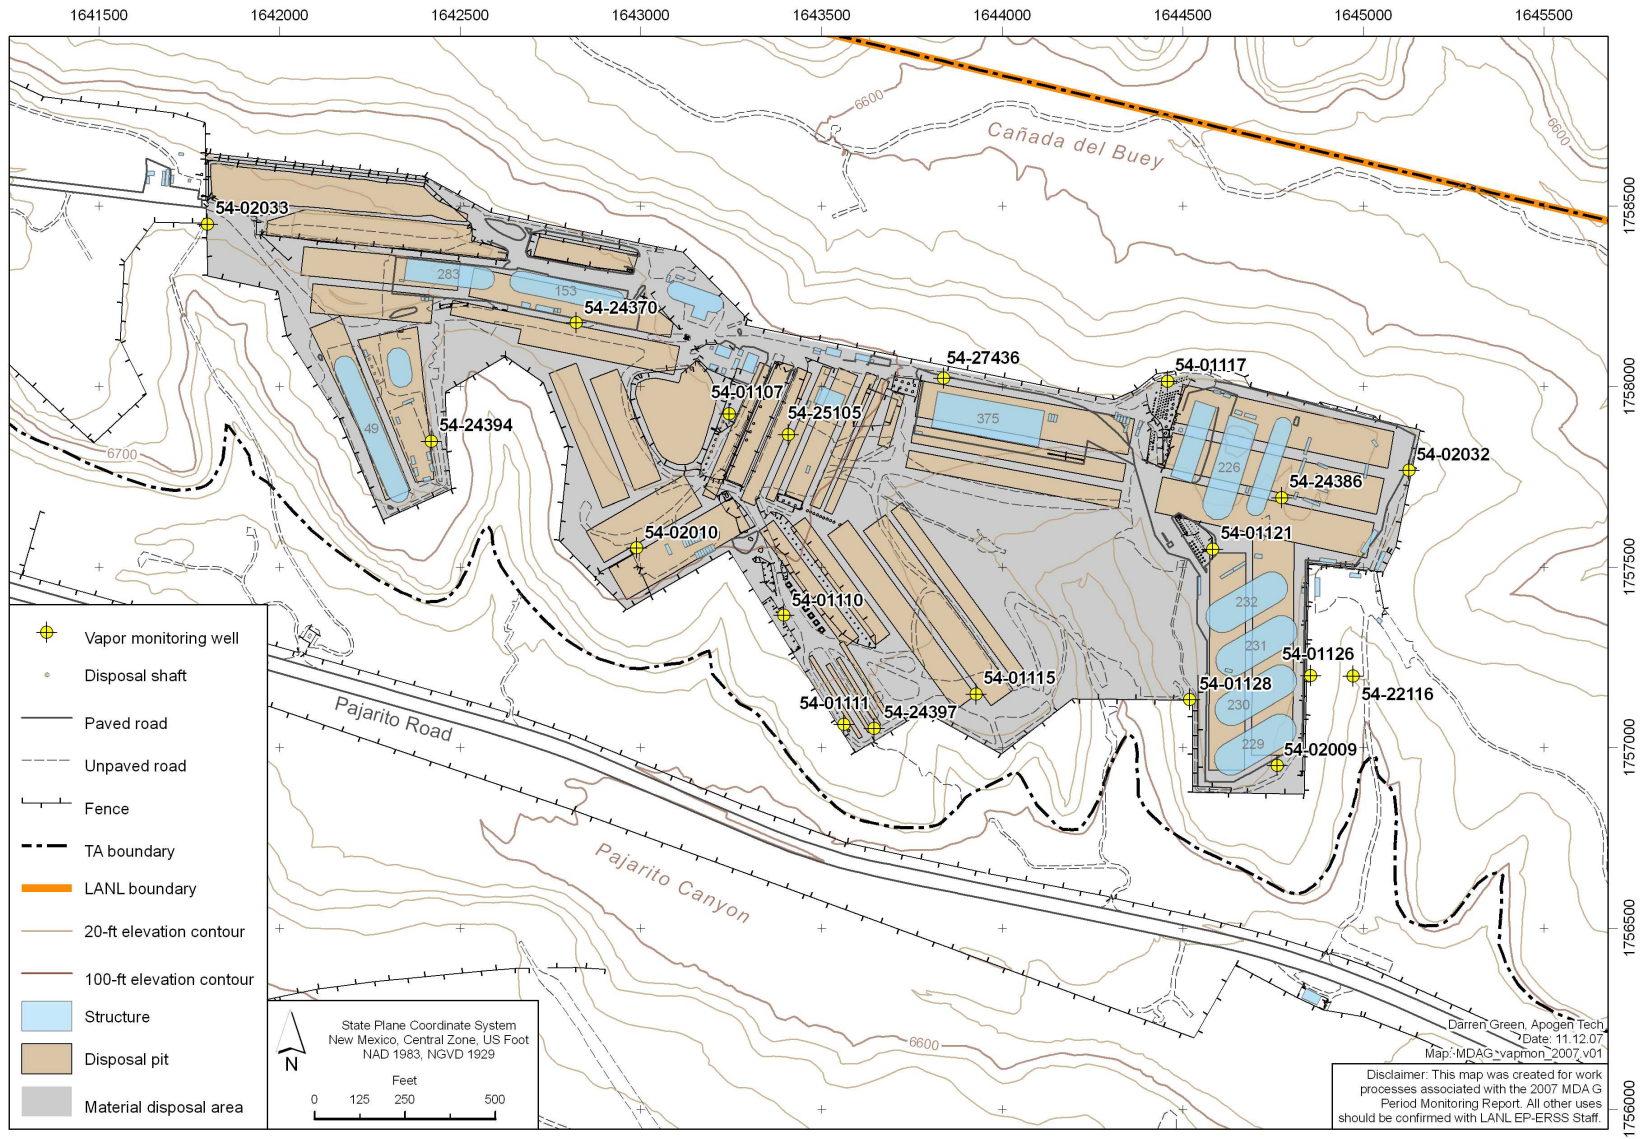 1641500 1642000 1642500 1643000 1643500 1644000 1644500 1645000 1645500
6600
Cañada del Buey
6600
1758500
54-02033
283
153
54-24370
54-27436
54-01117
1758000
54-01107
54-25105
375
49
54-24394
6700
226
54-02032
54-24386
54-02010
54-01121
1757500
54-01110
232
231
54-01126
54-01115
54-01128
54-22116
230
54-01111
54-24397
229
54-02009
1757000
Pajarito Road
Pajarito Canyon
1756500
6600
1756000
Vapor monitoring well
Disposal shaft
Paved road
Unpaved road
Fence
TA boundary
LANL boundary
20-ft elevation contour
100-ft elevation contour
Structure
Disposal pit
Material disposal area
State Plane Coordinate System
New Mexico, Central Zone, US Foot
NAD 1983, NGVD 1929
N
Feet
0 125 250 500
Darren Green, Apogen Tech
Date: 11.12.07
Map: MDAG_vapmon_2007.v01
Disclaimer: This map was created for work
processes associated with the 2007 MDA G
Period Monitoring Report. All other uses
should be confirmed with LANL EP-ERSS Staff.